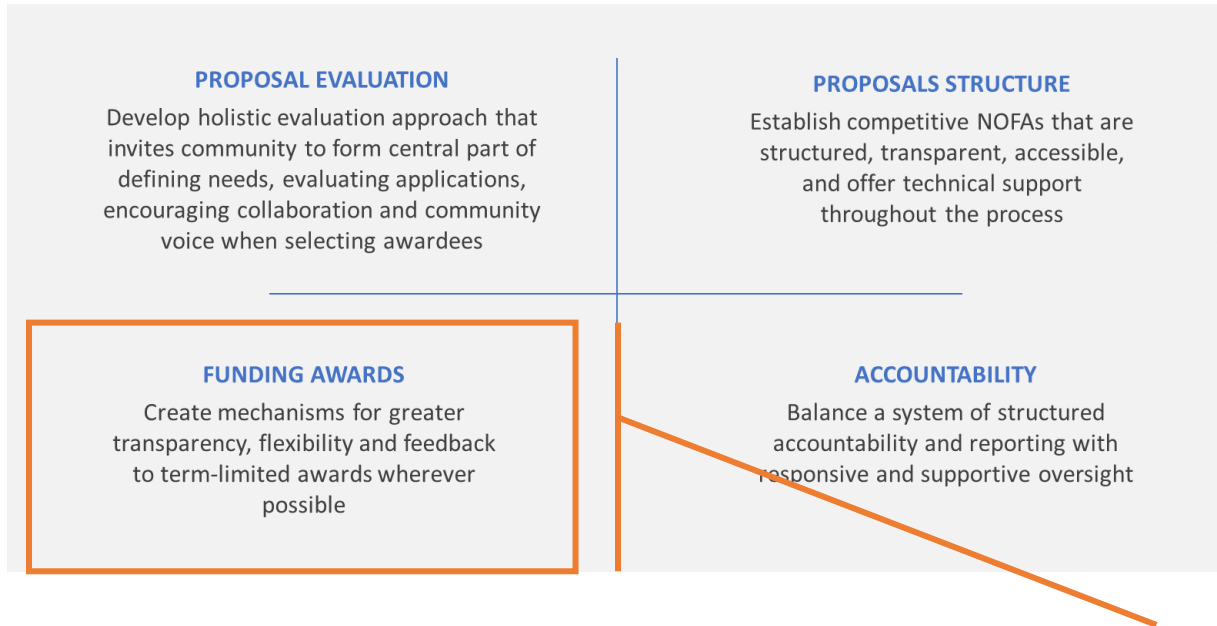 PROPOSAL EVALUATION
Develop holistic evaluation approach that
invites community to form central part of
defining needs, evaluating applications,
encouraging collaboration and community
voice when selecting awardees
PROPOSALS STRUCTURE
Establish competitive NOFAs that are
structured, transparent, accessible,
and offer technical support
throughout the process
FUNDING AWARDS
Create mechanisms for greater
transparency, flexibility and feedback
to term-limited awards wherever
possible
ACCOUNTABILITY
Balance a system of structured
accountability and reporting with
responsive and supportive oversight